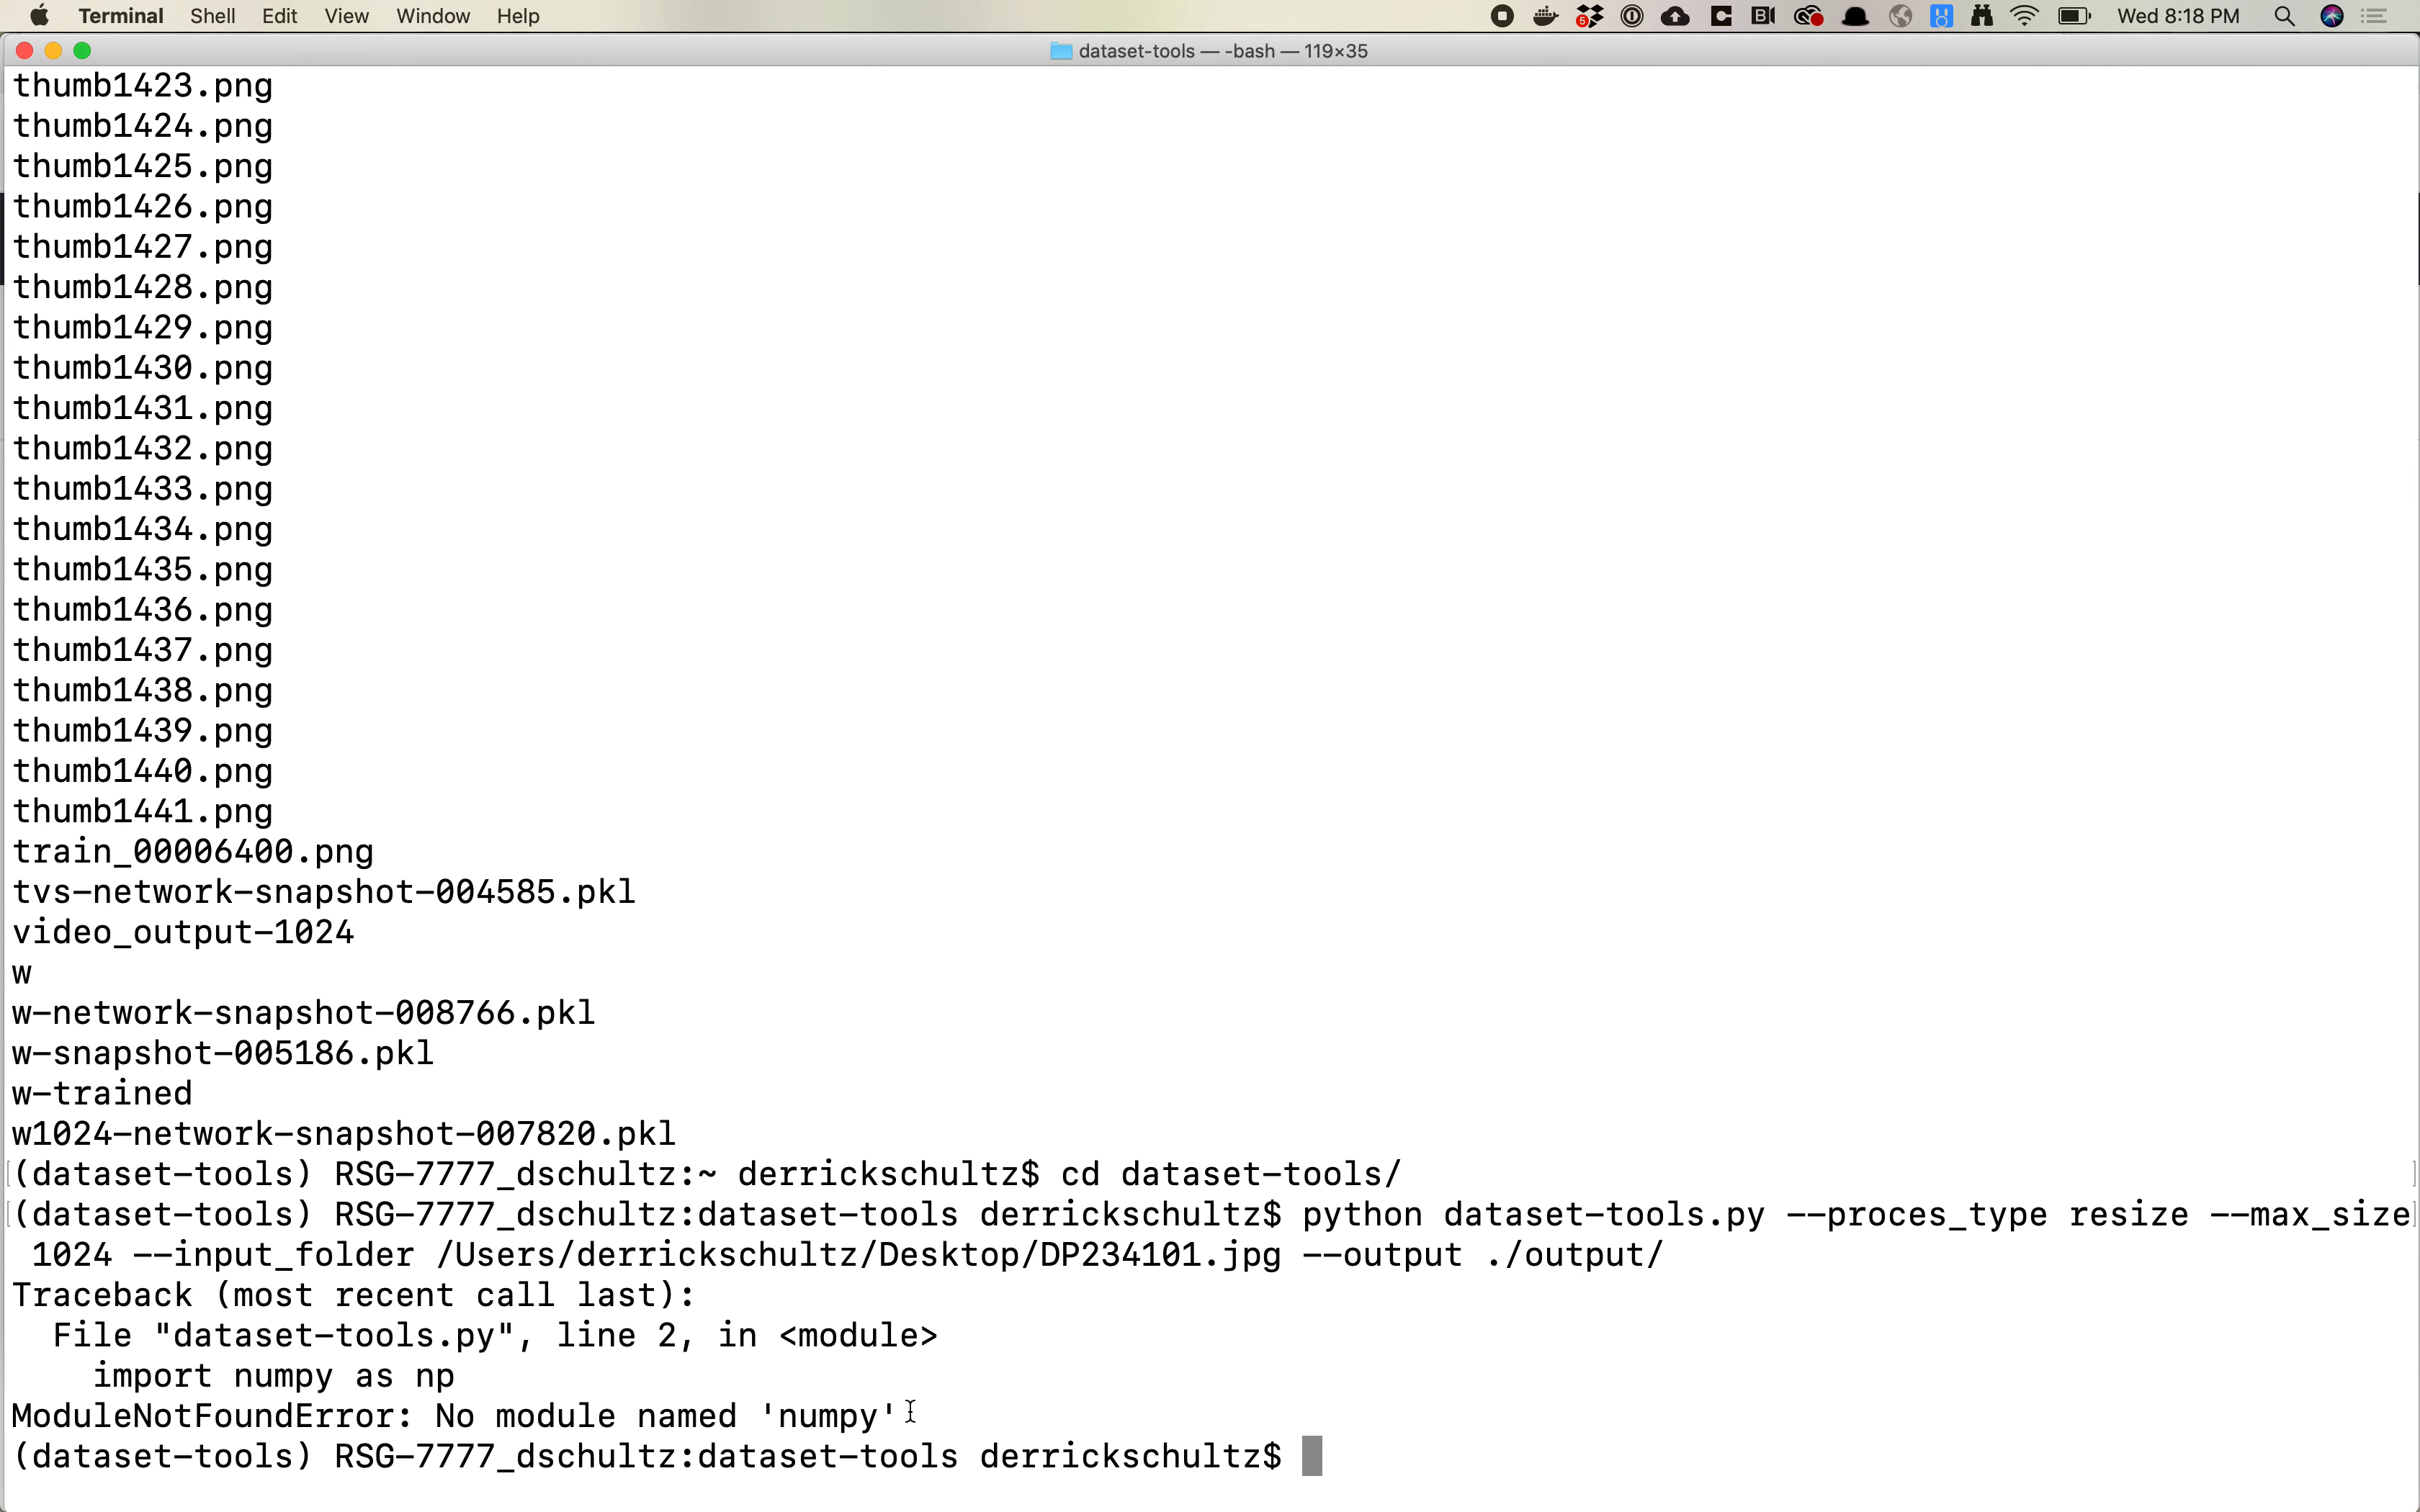 Terminal Shell Edit View Window Help Wed 8:18 PM
dataset-tools — -bash — 119×35
thumb1423.png
thumb1424.png
thumb1425.png
thumb1426.png
thumb1427.png
thumb1428.png
thumb1429.png
thumb1430.png
thumb1431.png
thumb1432.png
thumb1433.png
thumb1434.png
thumb1435.png
thumb1436.png
thumb1437.png
thumb1438.png
thumb1439.png
thumb1440.png
thumb1441.png
train_00006400.png
tvs-network-snapshot-004585.pkl
video_output-1024
w
w-network-snapshot-008766.pkl
w-snapshot-005186.pkl
w-trained
w1024-network-snapshot-007820.pkl
(dataset-tools) RSG-7777_dschultz:~ derrickschultz$ cd dataset-tools/
(dataset-tools) RSG-7777_dschultz:dataset-tools derrickschultz$ python dataset-tools.py --proces_type resize --max_size
1024 --input_folder /Users/derrickschultz/Desktop/DP234101.jpg --output ./output/
Traceback (most recent call last):
File "dataset-tools.py", line 2, in <module>
import numpy as np
ModuleNotFoundError: No module named 'numpy'
(dataset-tools) RSG-7777_dschultz:dataset-tools derrickschultz$